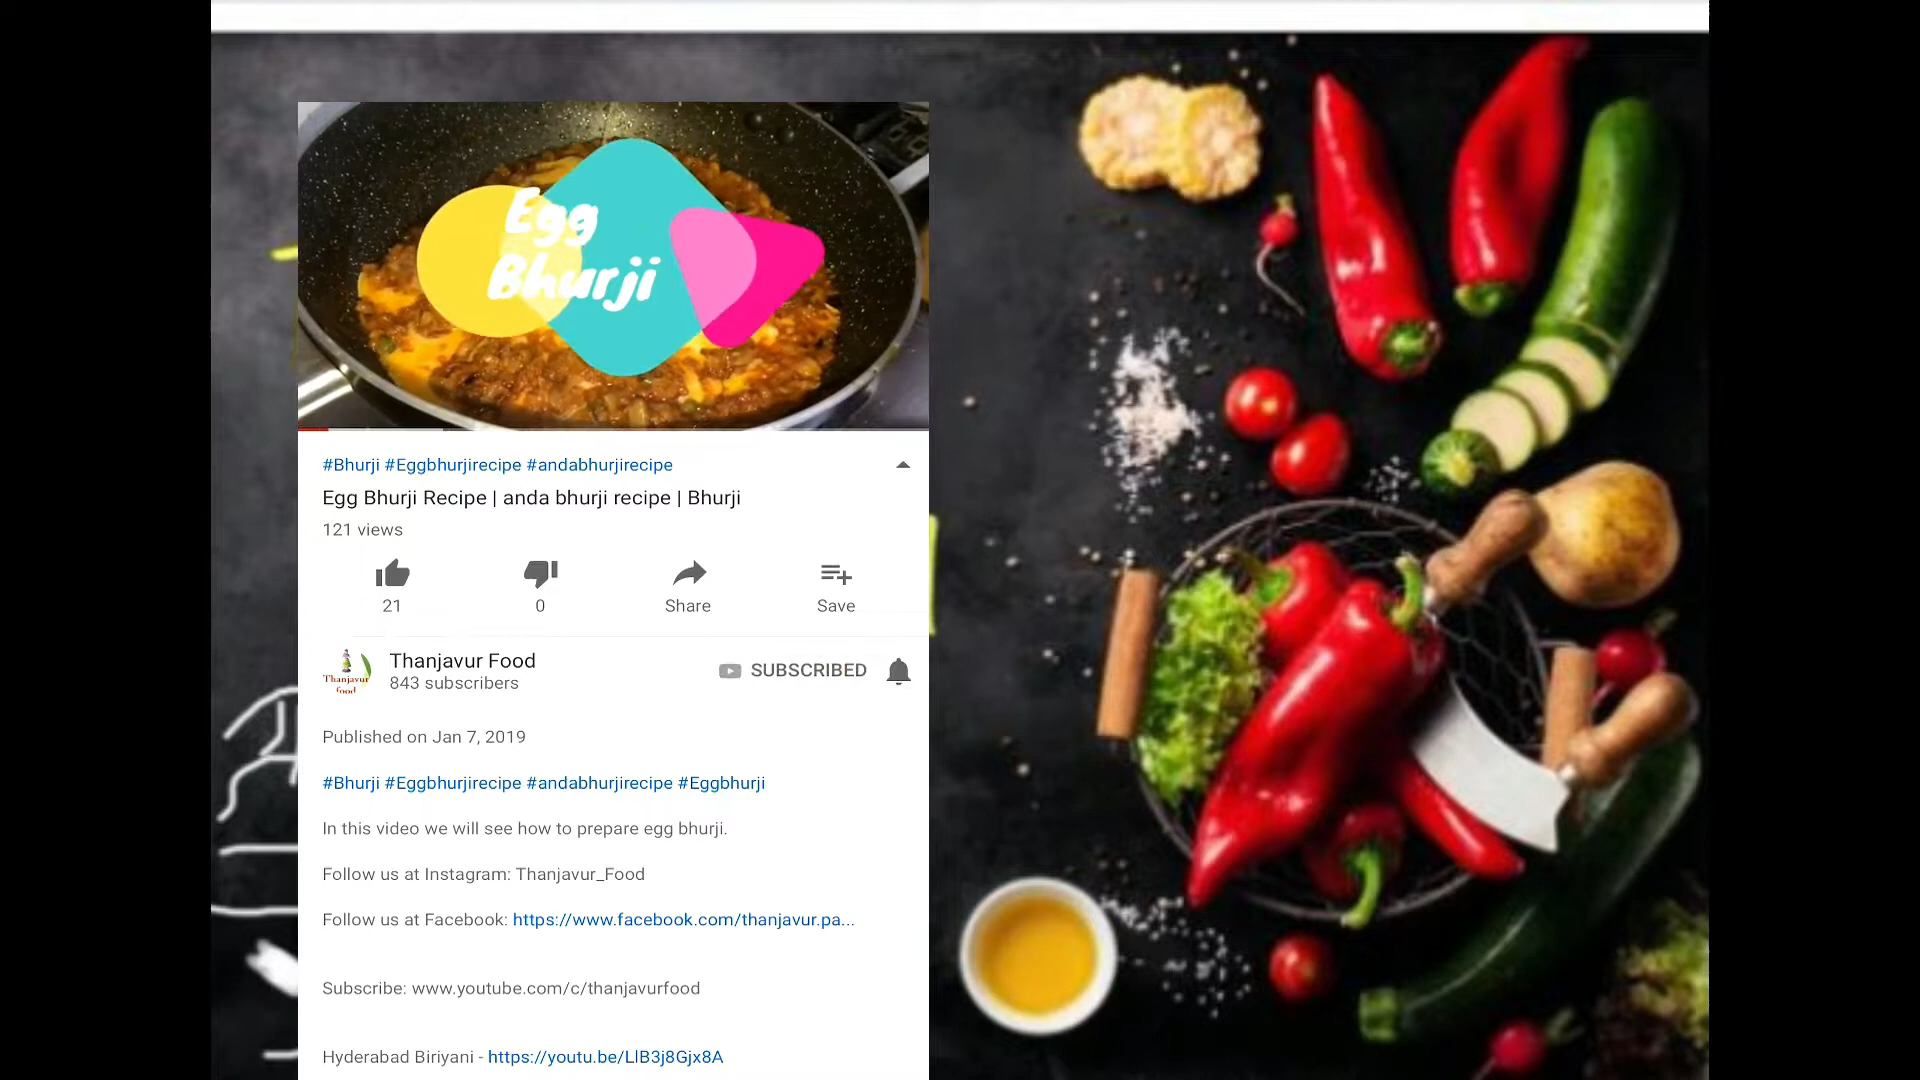 Egg
Bhurji
#Bhurji #Eggbhurjirecipe #andabhurjirecipe
Egg Bhurji Recipe | anda bhurji recipe | Bhurji
121 views
21 0 Share Save
Thanjavur Food
843 subscribers
SUBSCRIBED
Thanjavur
food
Published on Jan 7, 2019
#Bhurji #Eggbhurjirecipe #andabhurjirecipe #Eggbhurji
In this video we will see how to prepare egg bhurji.
Follow us at Instagram: Thanjavur_Food
Follow us at Facebook: https://www.facebook.com/thanjavur.pa...
Subscribe: www.youtube.com/c/thanjavurfood
Hyderabad Biriyani - https://youtu.be/LlB3j8Gjx8A